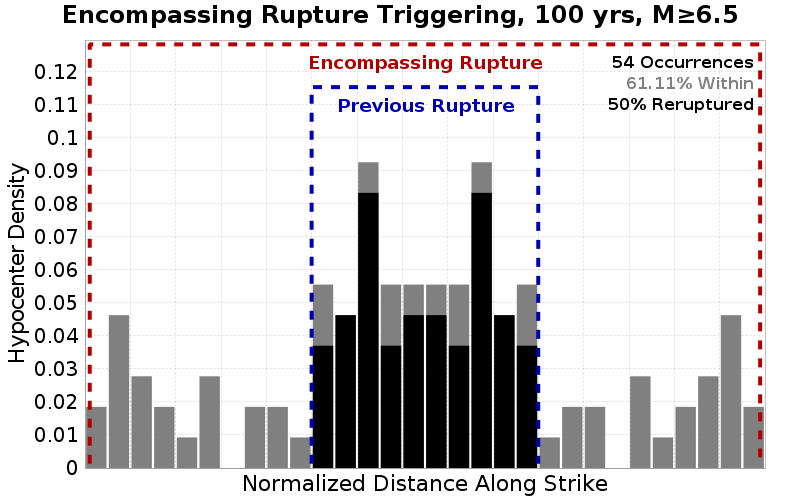 Encompassing Rupture Triggering, 100 yrs, M≥6.5
Encompassing Rupture
Previous Rupture
54 Occurrences
61.11% Within
50% Reruptured
Hypocenter Density
0.12
0.11
0.1
0.09
0.08
0.07
0.06
0.05
0.04
0.03
0.02
0.01
0
Normalized Distance Along Strike